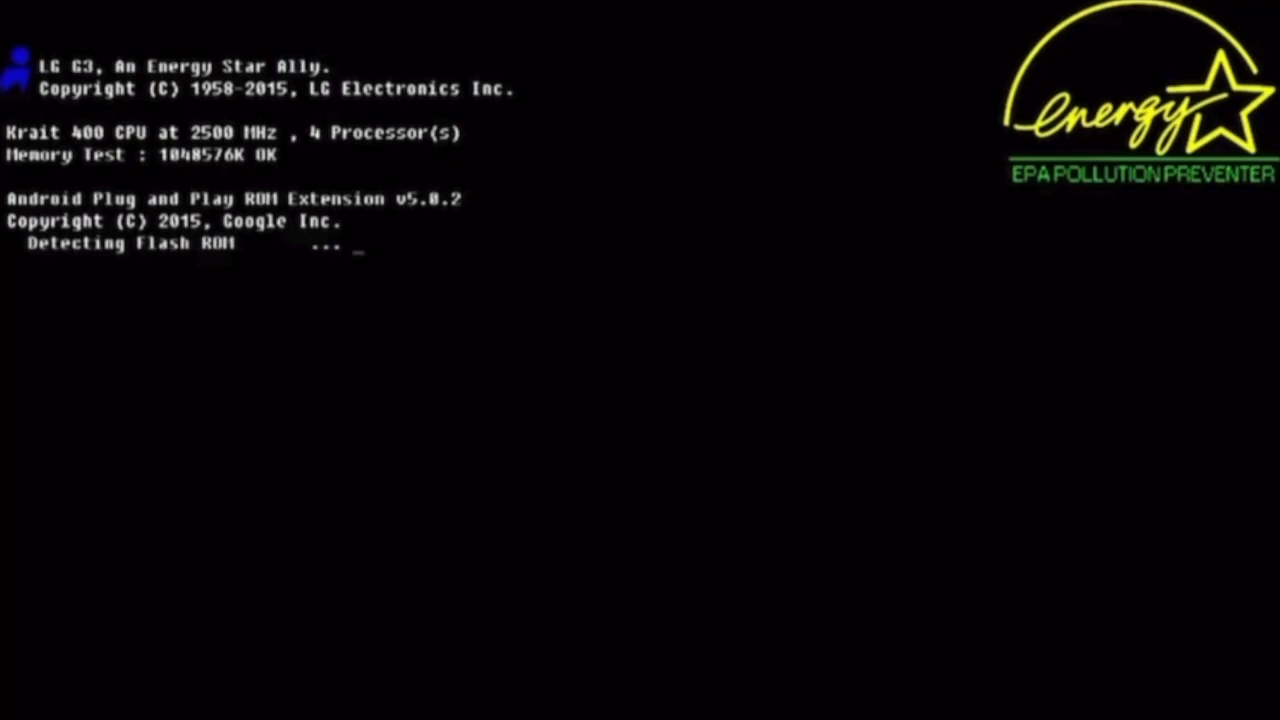 LG G3, An Energy Star Ally.
Copyright (C) 1958-2015, LG Electronics Inc.
energy
EPA POLLUTION PREVENTER
Krait 400 CPU at 2500 MHz , 4 Processor(s)
Memory Test : 1048576K OK
Android Plug and Play ROM Extension v5.0.2
Copyright (C) 2015, Google Inc.
Detecting Flash ROM ... _